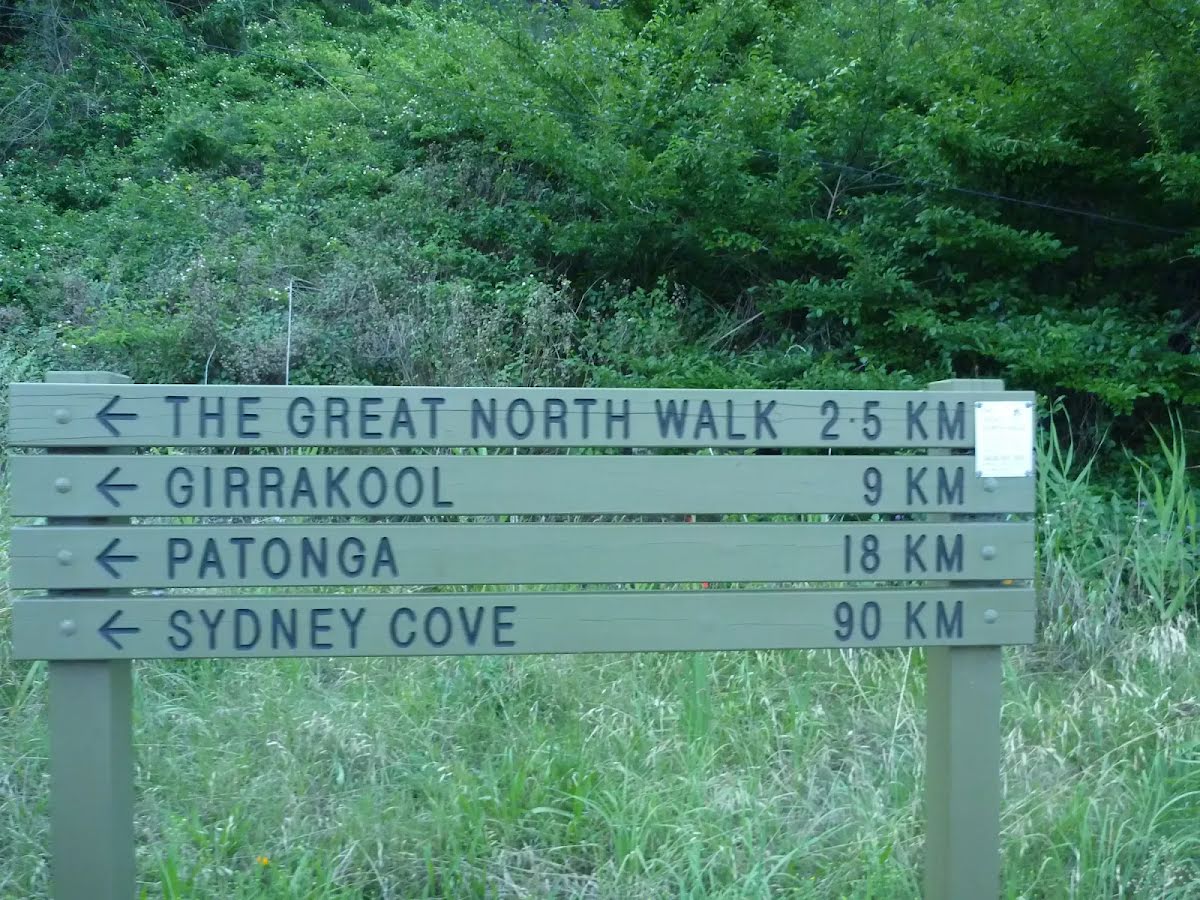 ← THE GREAT NORTH WALK 2·5 KM
← GIRRAKOOL 9 KM
← PATONGA 18 KM
← SYDNEY COVE 90 KM